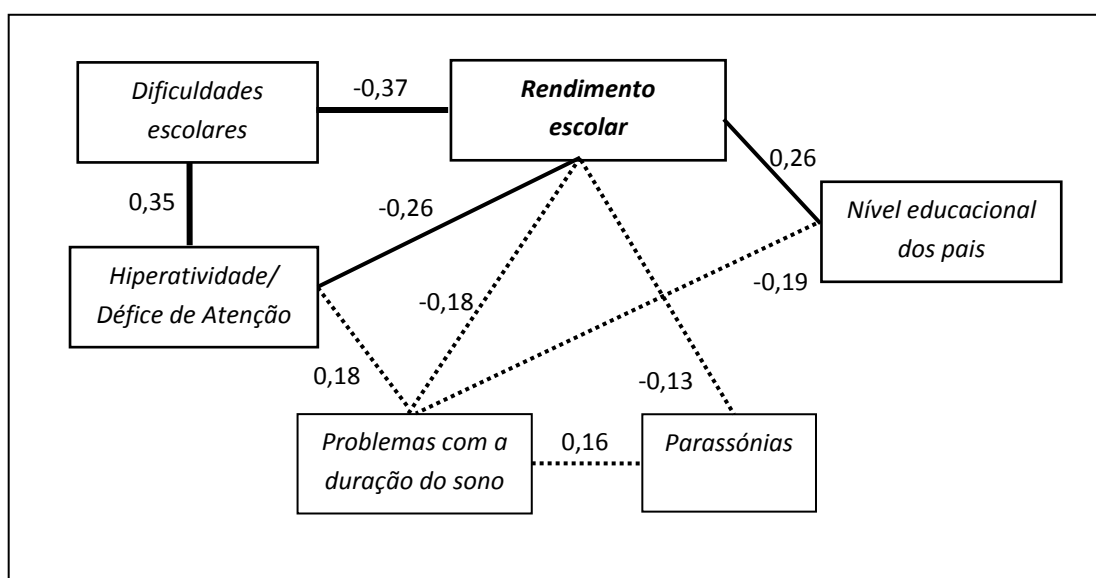 Dificuldades
escolares
-0,37
Rendimento
escolar
0,26
0,35
-0,26
Nível educacional
dos pais
Hiperatividade/
Défice de Atenção
-0,18
-0,19
0,18
-0,13
Problemas com a
duração do sono
0,16
Parassónias